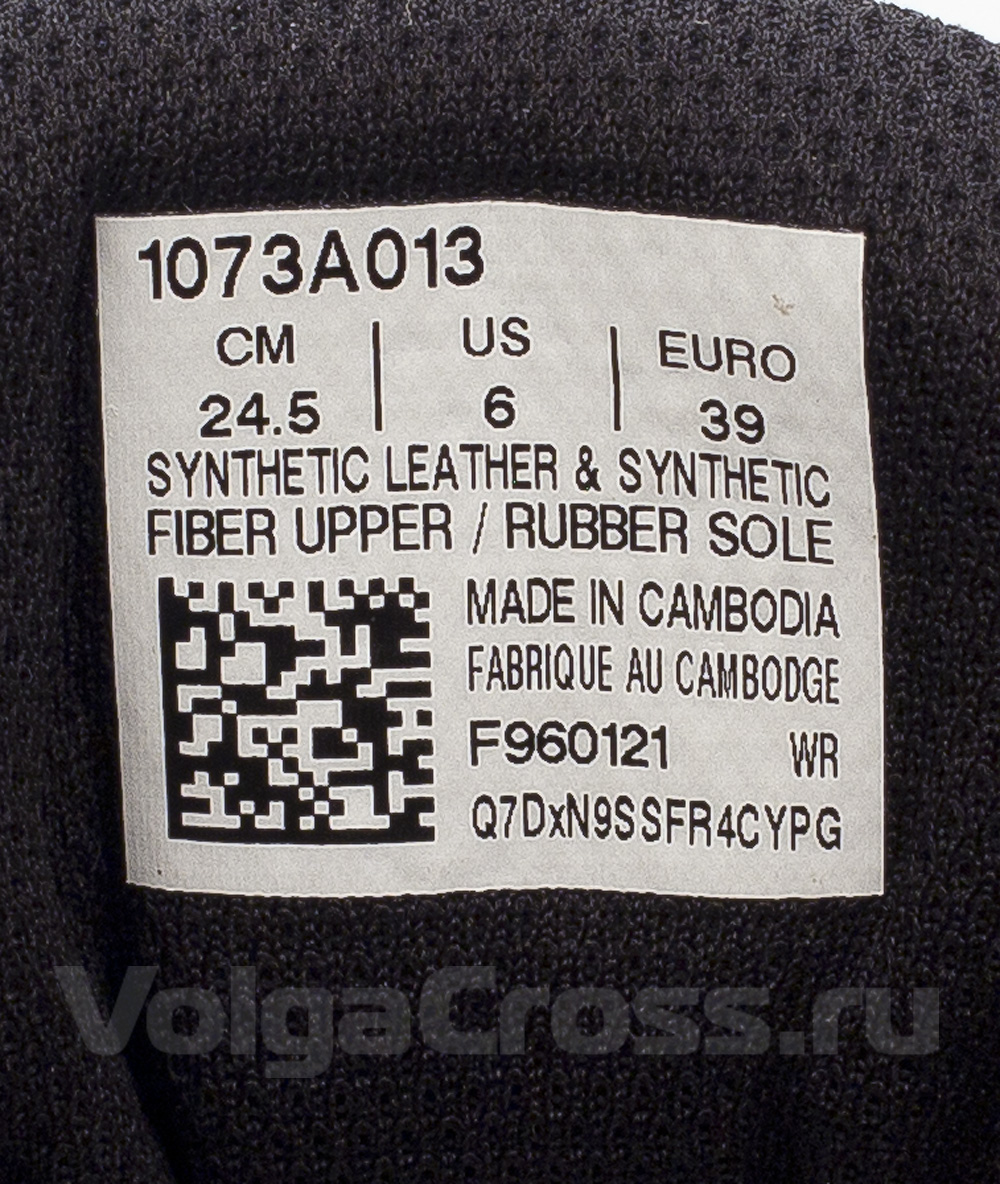 1073A013
CM | US | EURO
24.5 | 6 | 39
SYNTHETIC LEATHER & SYNTHETIC
FIBER UPPER / RUBBER SOLE
MADE IN CAMBODIA
FABRIQUE AU CAMBODGE
F960121 WR
Q7DxN9SSFR4CYPG
VolgaCross.ru